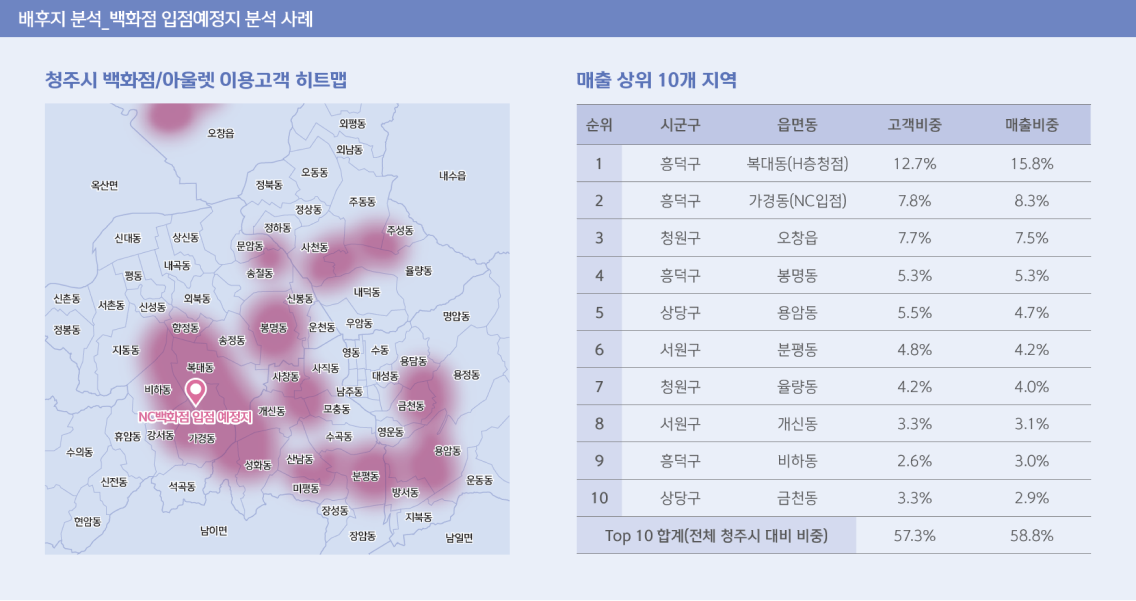 배후지 분석_백화점 입점예정지 분석 사례
청주시 백화점/아울렛 이용고객 히트맵
오창읍
외평동
외남동
옥산면
정북동
오동동
내수읍
정상동
주동동
신대동
상신동
정하동
문암동
사천동
주성동
평동
내곡동
송절동
율량동
신촌동
서촌동
신성동
외북동
신봉동
내덕동
정봉동
향정동
송정동
봉명동
운천동
우암동
명암동
지동동
복대동
영동
수동
사창동
사직동
대성동
용담동
용정동
비하동
남주동
NC백화점 입점 예정지
개신동
모충동
금천동
휴암동
강서동
가경동
수곡동
영운동
수의동
성화동
산남동
용암동
신전동
석곡동
미평동
분평동
방서동
운동동
현암동
남이면
장성동
지북동
장암동
남일면
매출 상위 10개 지역
순위 시군구 읍면동 고객비중 매출비중
1 흥덕구 복대동(H층청점) 12.7% 15.8%
2 흥덕구 가경동(NC입점) 7.8% 8.3%
3 청원구 오창읍 7.7% 7.5%
4 흥덕구 봉명동 5.3% 5.3%
5 상당구 용암동 5.5% 4.7%
6 서원구 분평동 4.8% 4.2%
7 청원구 율량동 4.2% 4.0%
8 서원구 개신동 3.3% 3.1%
9 흥덕구 비하동 2.6% 3.0%
10 상당구 금천동 3.3% 2.9%
Top 10 합계(전체 청주시 대비 비중) 57.3% 58.8%